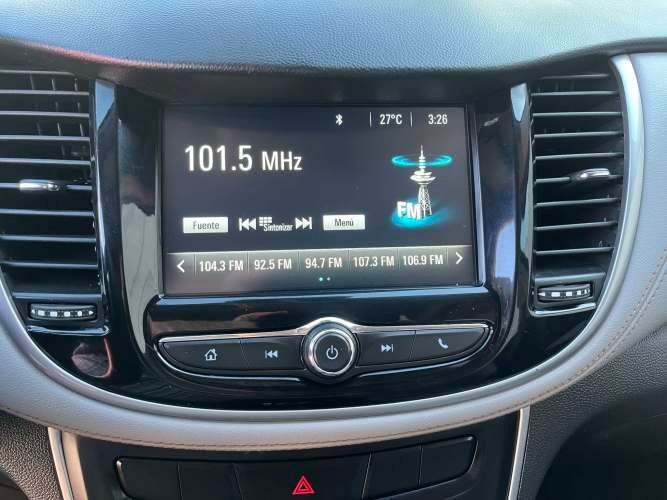 27°C 3:26
101.5 MHz
FM
Fuente Sintonizar Menú
104.3 FM 92.5 FM 94.7 FM 107.3 FM 106.9 FM